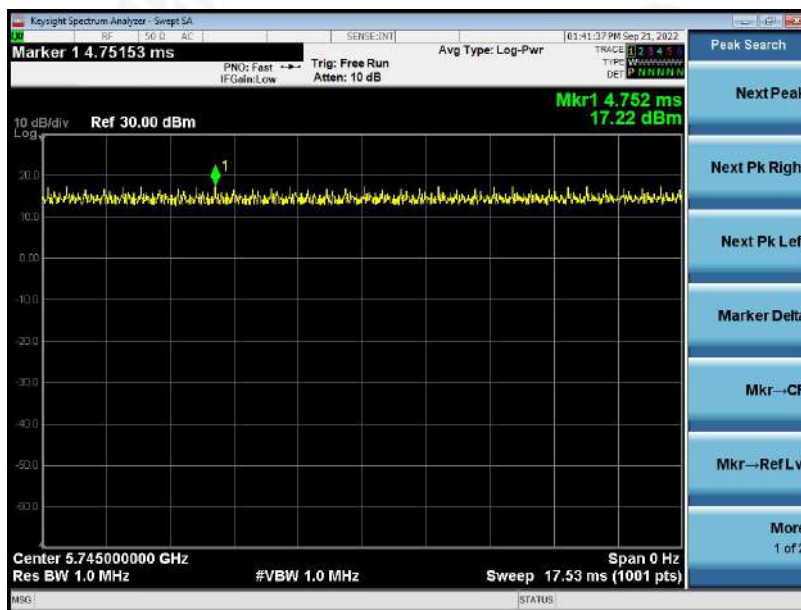 Keysight Spectrum Analyzer - Swept SA
RF 50 Ω AC SENSE:INT 01:41:37 PM Sep 21, 2022
Marker 1 4.75153 ms
PNO: Fast
IFGain:Low
Trig: Free Run
Atten: 10 dB
Avg Type: Log-Pwr
TRACE 1 2 3 4 5 6
TYPE
DET P N N N N N
Mkr1 4.752 ms
17.22 dBm
10 dB/div Ref 30.00 dBm
Log
1
20.0
10.0
0.00
-10.0
-20.0
-30.0
-40.0
-50.0
-60.0
Center 5.745000000 GHz Span 0 Hz
Res BW 1.0 MHz #VBW 1.0 MHz Sweep 17.53 ms (1001 pts)
MSG STATUS
Peak Search
Next Peak
Next Pk Righ
Next Pk Lef
Marker Delta
Mkr→CF
Mkr→Ref Lv
More
1 of 2